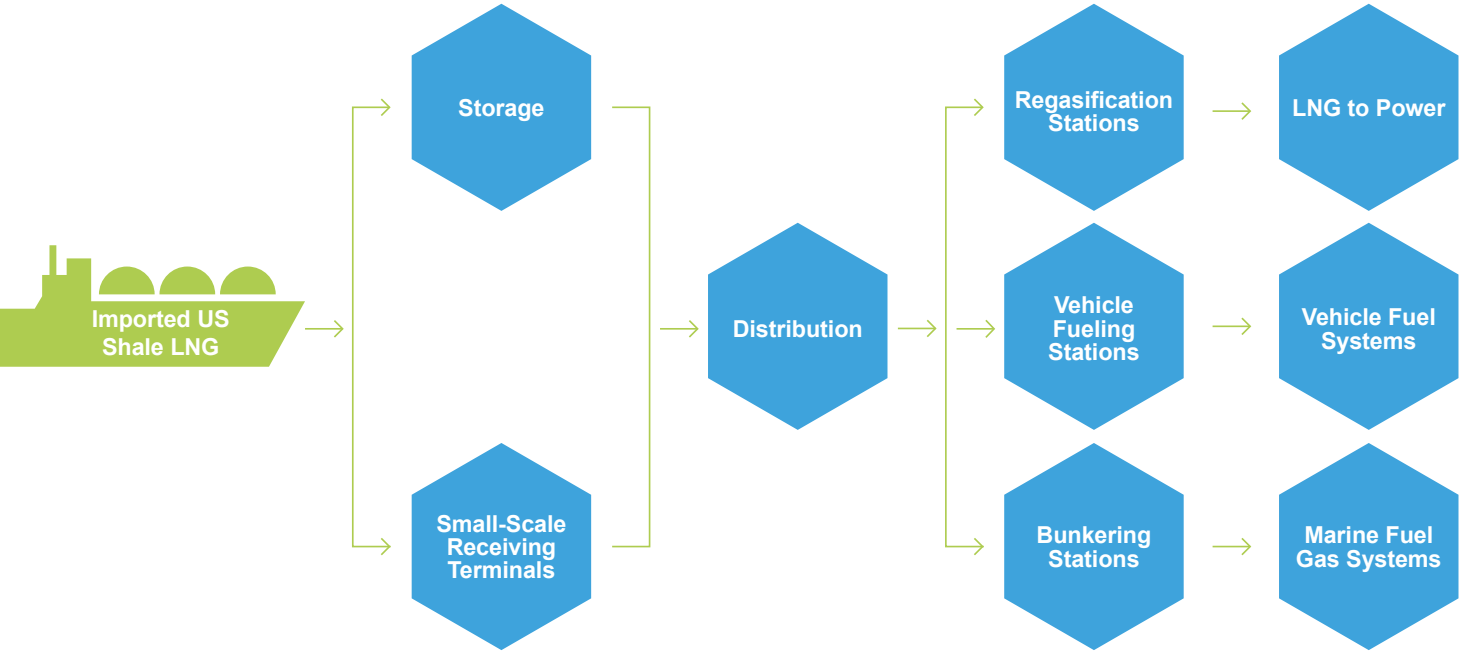 Imported US
Shale LNG
Storage
Small-Scale
Receiving
Terminals
Distribution
Regasification
Stations
LNG to Power
Vehicle
Fueling
Stations
Vehicle Fuel
Systems
Bunkering
Stations
Marine Fuel
Gas Systems